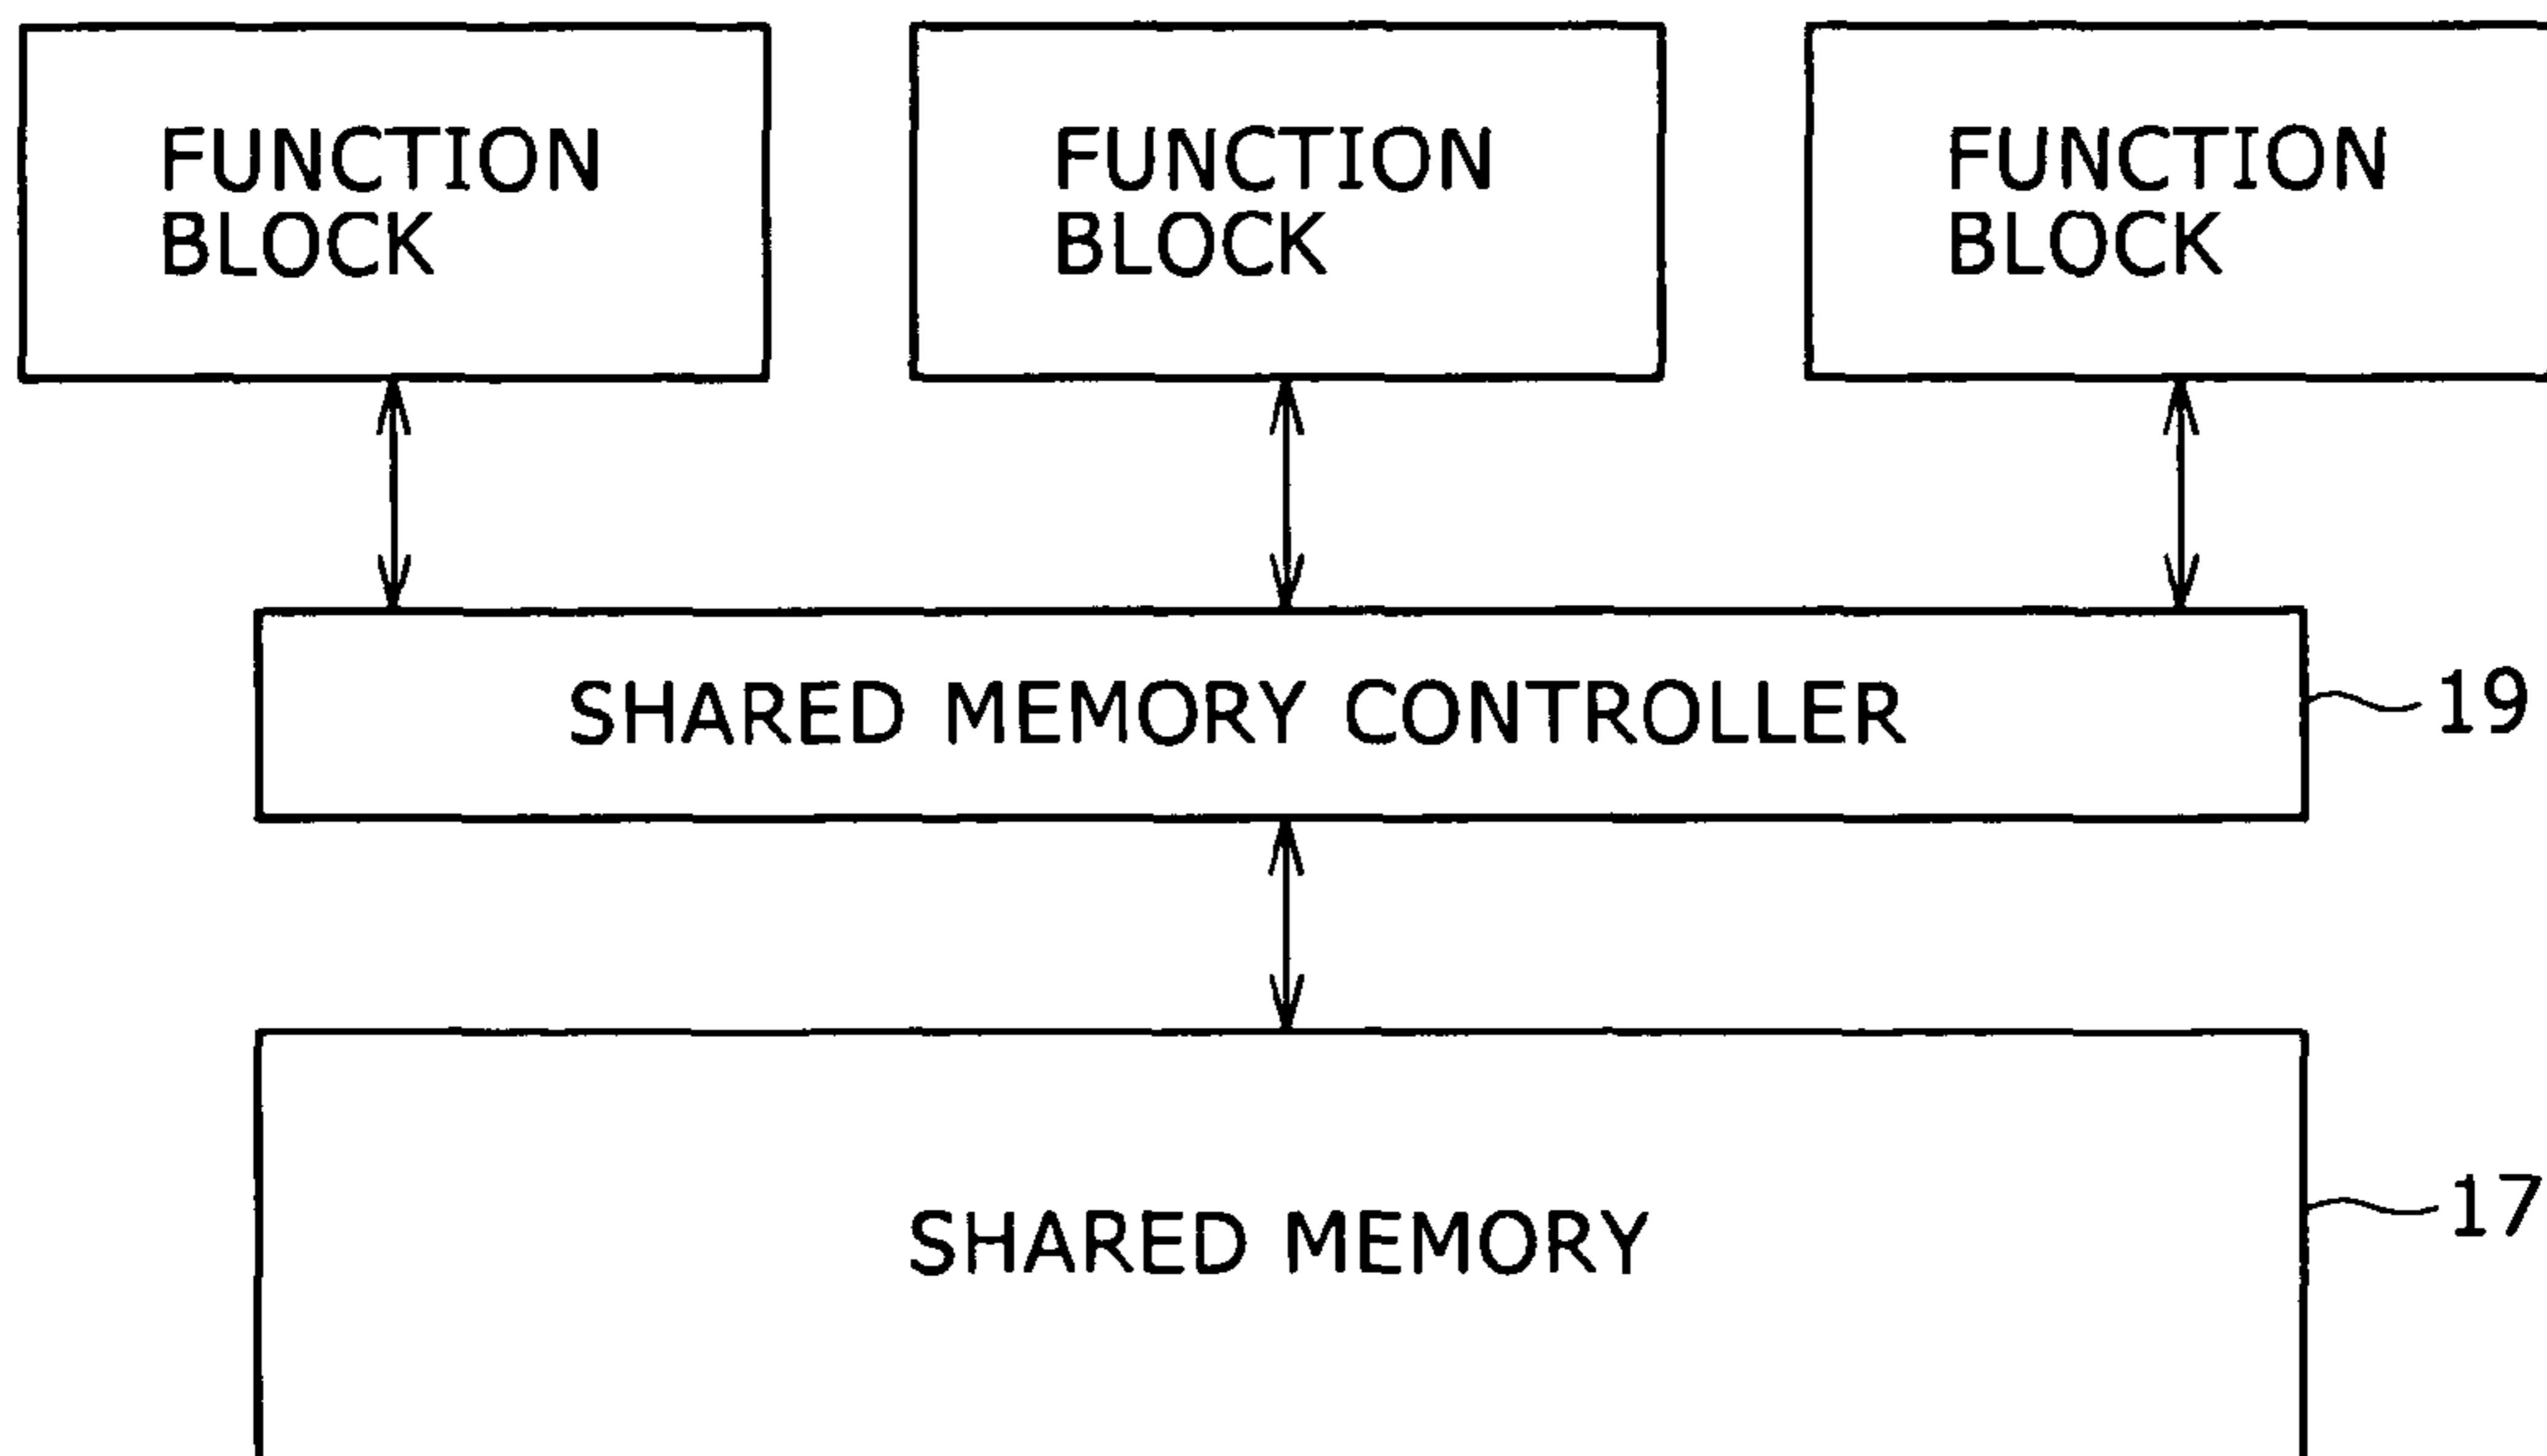 FUNCTION
BLOCK
FUNCTION
BLOCK
FUNCTION
BLOCK
SHARED MEMORY CONTROLLER
19
SHARED MEMORY
17